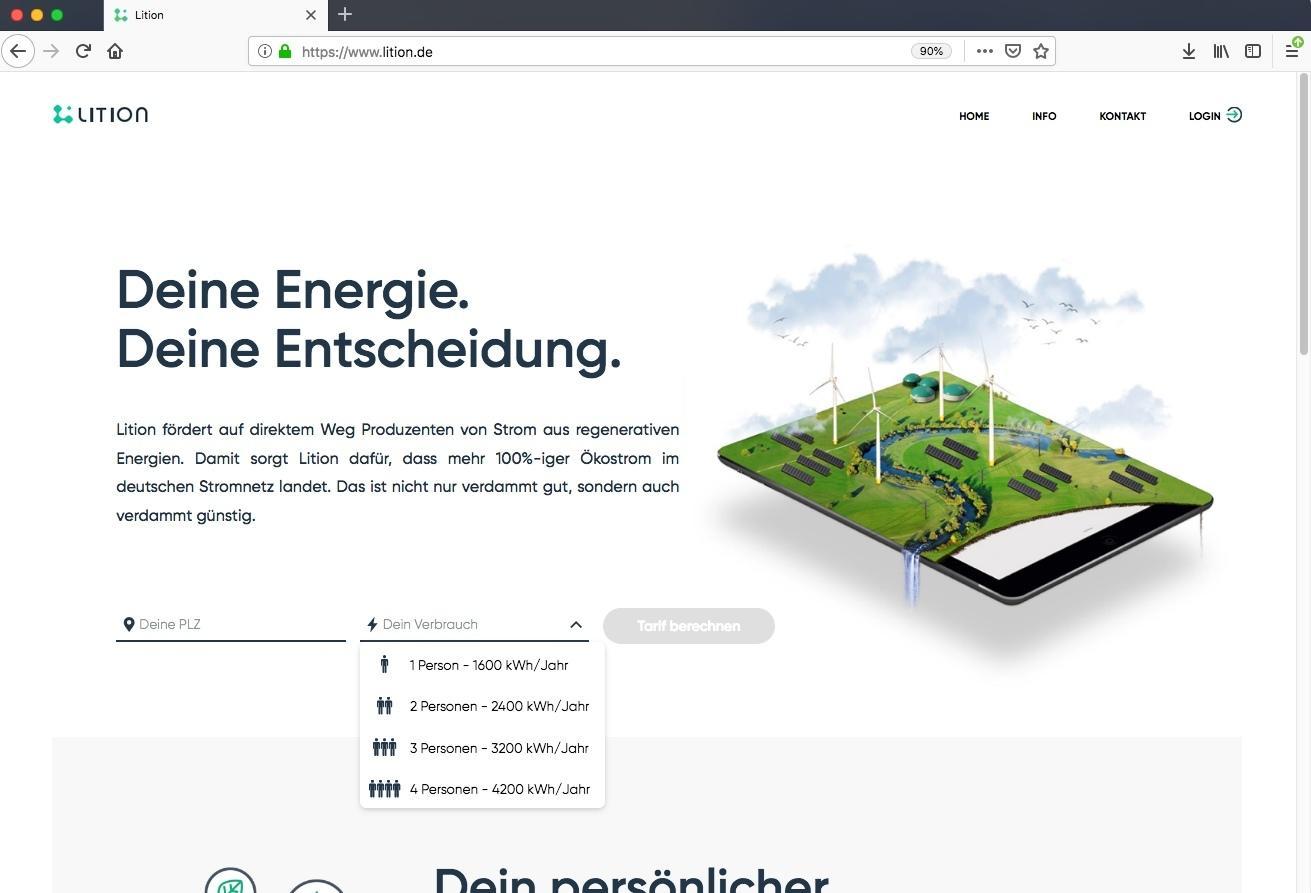 Lition
https://www.lition.de
90%
LITION
HOME
INFO
KONTAKT
LOGIN
Deine Energie.
Deine Entscheidung.
Lition fördert auf direktem Weg Produzenten von Strom aus regenerativen
Energien. Damit sorgt Lition dafür, dass mehr 100%-iger Ökostrom im
deutschen Stromnetz landet. Das ist nicht nur verdammt gut, sondern auch
verdammt günstig.
Deine PLZ
Dein Verbrauch
Tarif berechnen
1 Person - 1600 kWh/Jahr
2 Personen - 2400 kWh/Jahr
3 Personen - 3200 kWh/Jahr
4 Personen - 4200 kWh/Jahr
Dein persönlicher